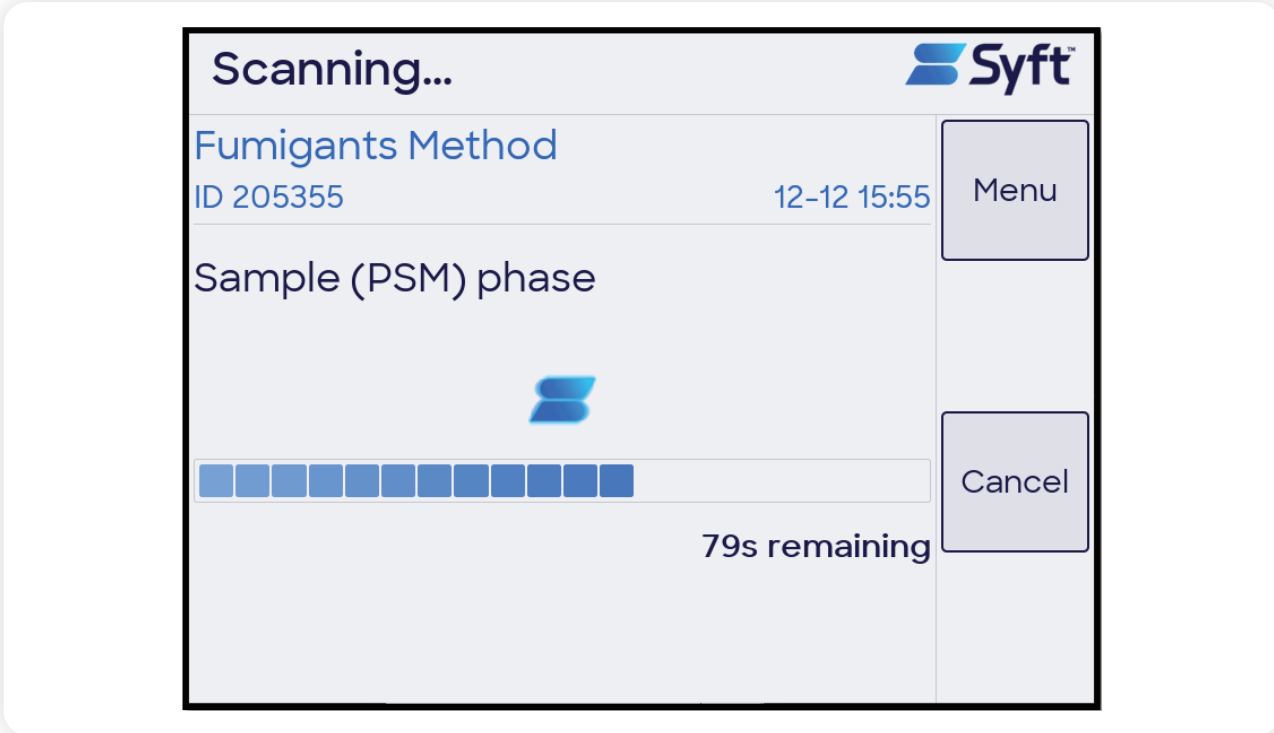 Scanning...
Syft™
Fumigants Method
ID 205355
12-12 15:55
Menu
Sample (PSM) phase
Cancel
79s remaining